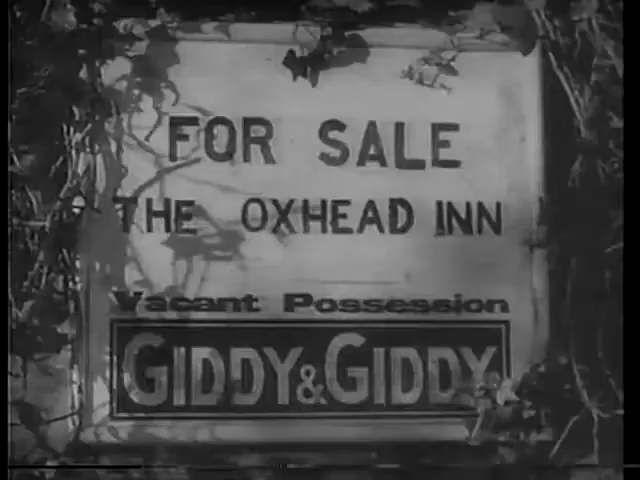 FOR SALE
THE OXHEAD INN
Vacant Possession
GIDDY & GIDDY